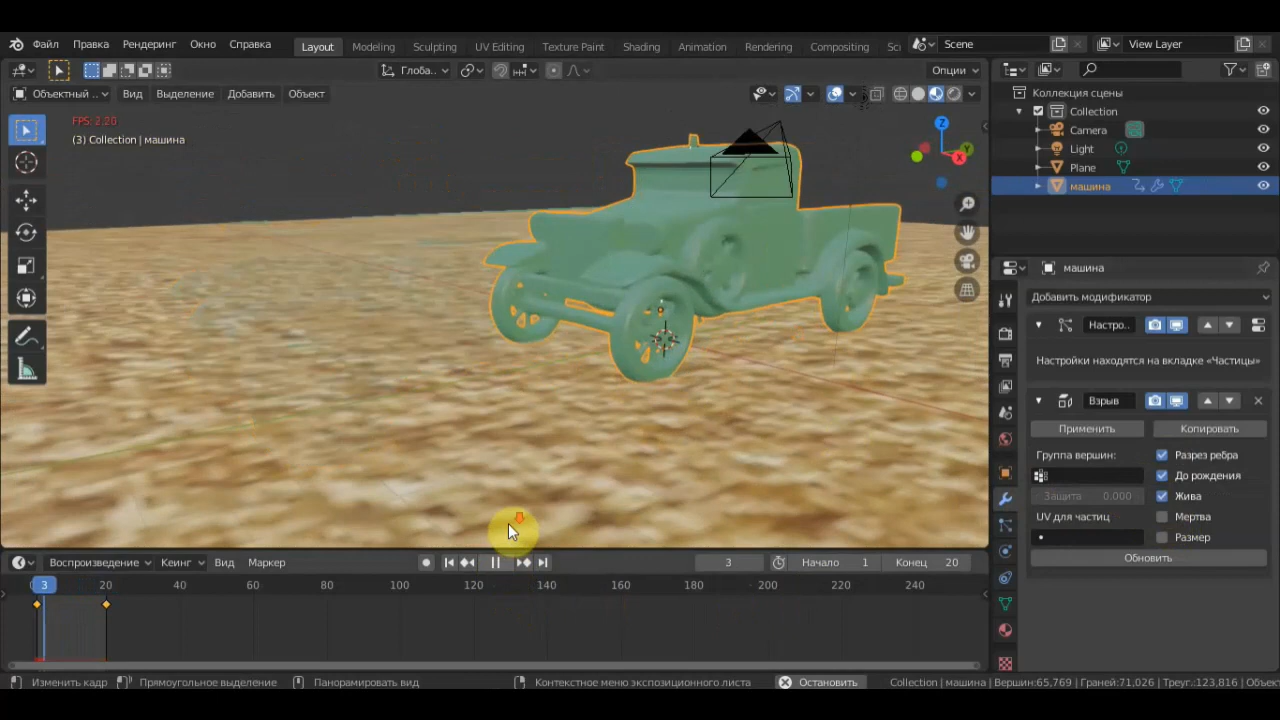 Файл Правка Рендеринг Окно Справка Layout Modeling Sculpting UV Editing Texture Paint Shading Animation Rendering Compositing Sc Scene View Layer
Глоба.. Опции
Объектный .. Вид Выделение Добавить Объект
FPS: 2.20
(3) Collection | машина
Z
Y
X
Коллекция сцены
Collection
Camera
Light
Plane
машина
машина
Добавить модификатор
Настро..
Настройки находятся на вкладке «Частицы»
Взрыв
Применить Копировать
Группа вершин: Разрез ребра
До рождения
Защита 0.000 Жива
UV для частиц Мертва
Размер
Обновить
Воспроизведение Кеинг Вид Маркер 3 Начало 1 Конец 20
3 20 40 60 80 100 120 140 160 180 200 220 240
Изменить кадр Прямоугольное выделение Панорамировать вид Контекстное меню экспозиционного листа Остановить Collection | машина | Вершин:65,769 | Граней:71,026 | Треуг.:123,816 | Объект